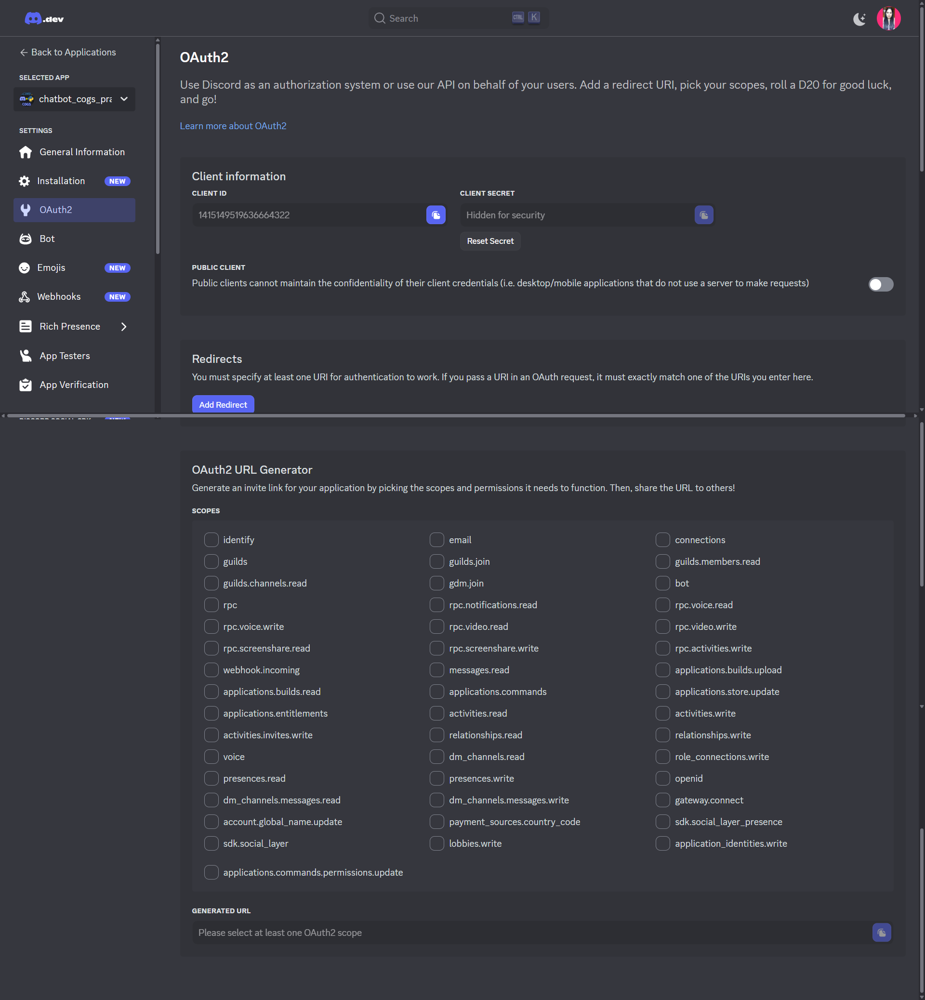 .dev
Search
CTRL K
Back to Applications
SELECTED APP
chatbot_cogs_pra
SETTINGS
General Information
Installation NEW
OAuth2
Bot
Emojis NEW
Webhooks NEW
Rich Presence
App Testers
App Verification
OAuth2
Use Discord as an authorization system or use our API on behalf of your users. Add a redirect URI, pick your scopes, roll a D20 for good luck,
and go!
Learn more about OAuth2
Client information
CLIENT ID
1415149519636664322
CLIENT SECRET
Hidden for security
Reset Secret
PUBLIC CLIENT
Public clients cannot maintain the confidentiality of their client credentials (i.e. desktop/mobile applications that do not use a server to make requests)
Redirects
You must specify at least one URI for authentication to work. If you pass a URI in an OAuth request, it must exactly match one of the URIs you enter here.
Add Redirect
OAuth2 URL Generator
Generate an invite link for your application by picking the scopes and permissions it needs to function. Then, share the URL to others!
SCOPES
identify email connections
guilds guilds.join guilds.members.read
guilds.channels.read gdm.join bot
rpc rpc.notifications.read rpc.voice.read
rpc.voice.write rpc.video.read rpc.video.write
rpc.screenshare.read rpc.screenshare.write rpc.activities.write
webhook.incoming messages.read applications.builds.upload
applications.builds.read applications.commands applications.store.update
applications.entitlements activities.read activities.write
activities.invites.write relationships.read relationships.write
voice dm_channels.read role_connections.write
presences.read presences.write openid
dm_channels.messages.read dm_channels.messages.write gateway.connect
account.global_name.update payment_sources.country_code sdk.social_layer_presence
sdk.social_layer lobbies.write application_identities.write
applications.commands.permissions.update
GENERATED URL
Please select at least one OAuth2 scope